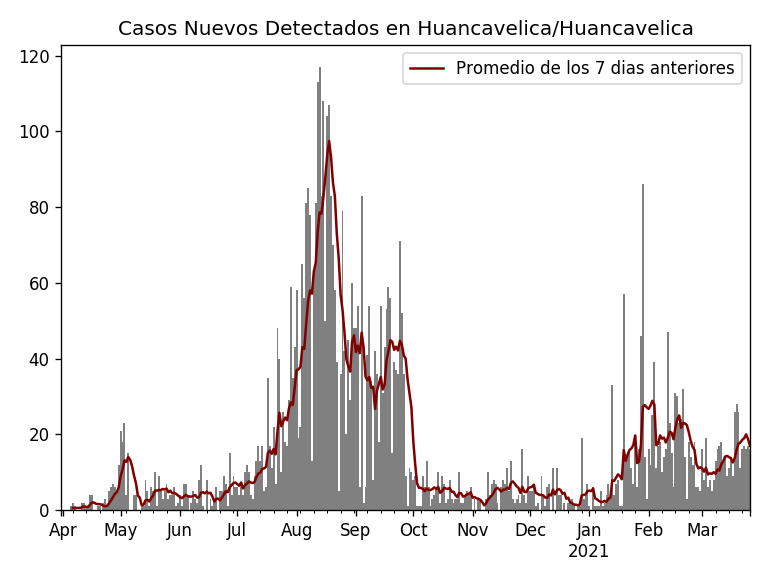 Casos Nuevos Detectados en Huancavelica/Huancavelica
Promedio de los 7 dias anteriores
120
100
80
60
40
20
0
Apr May Jun Jul Aug Sep Oct Nov Dec Jan Feb Mar
2021